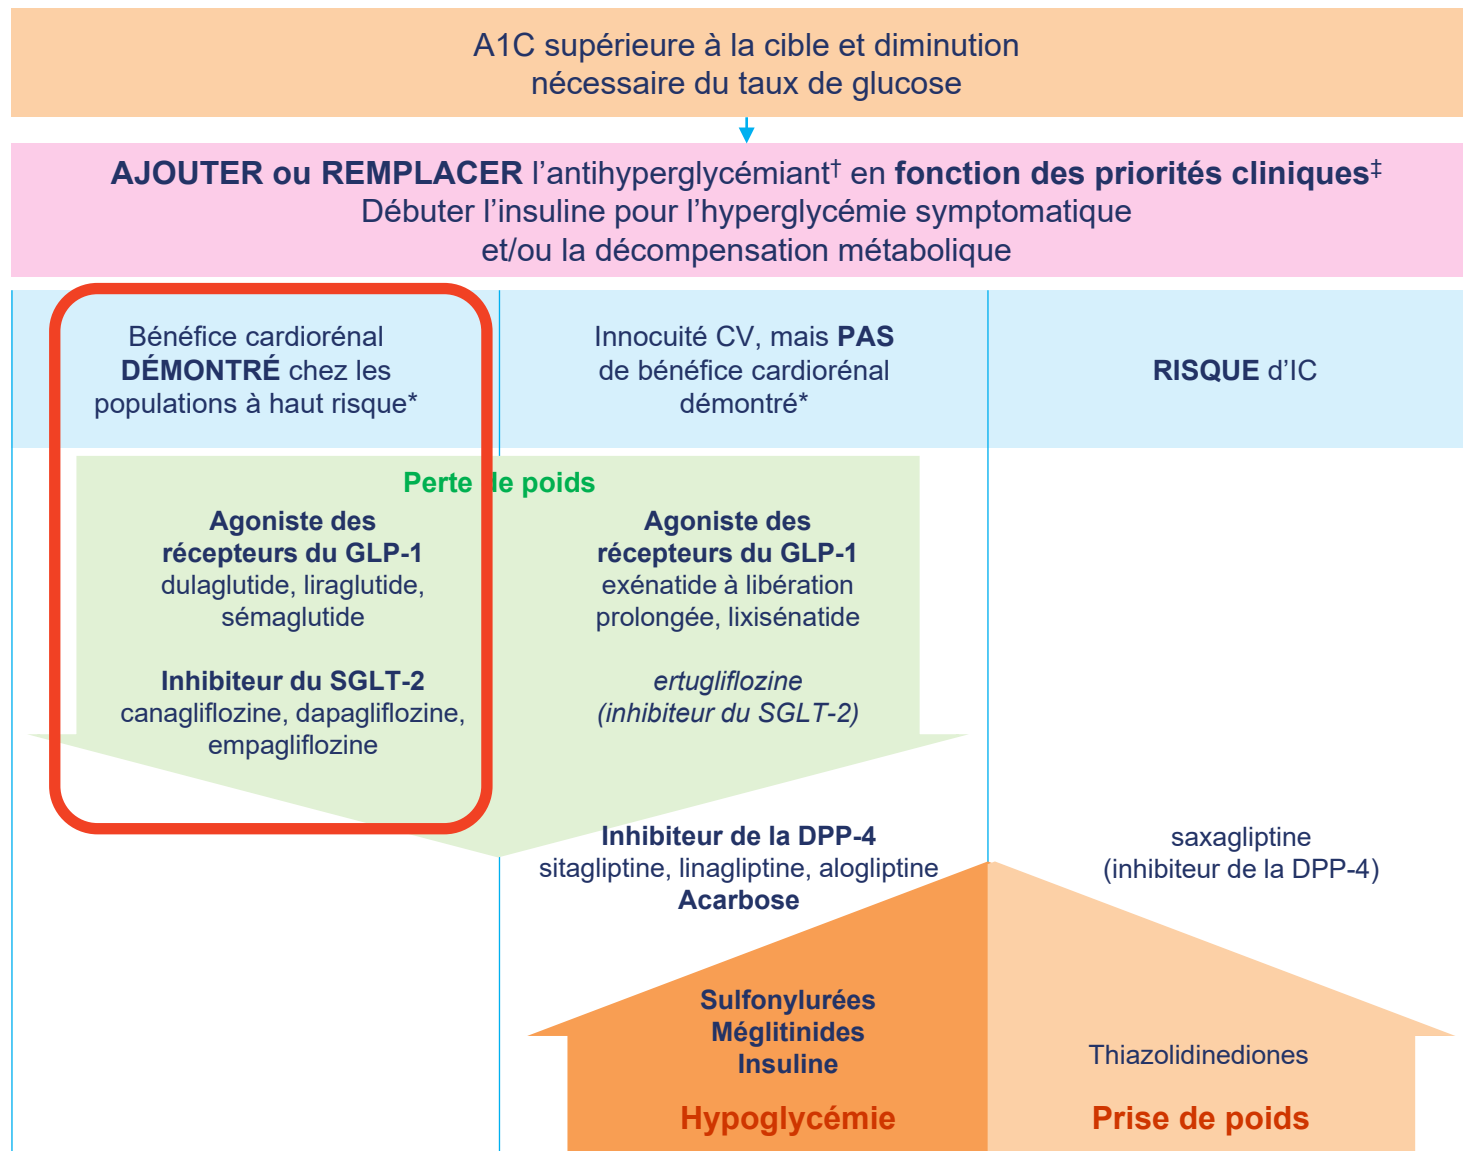 A1C supérieure à la cible et diminution
nécessaire du taux de glucose
AJOUTER ou REMPLACER l’antihyperglycémiant† en fonction des priorités cliniques‡
Débuter l’insuline pour l’hyperglycémie symptomatique
et/ou la décompensation métabolique
Bénéfice cardiorénal
DÉMONTRÉ chez les
populations à haut risque*
Innocuité CV, mais PAS
de bénéfice cardiorénal
démontré*
RISQUE d’IC
Perte de poids
Agoniste des
récepteurs du GLP-1
dulaglutide, liraglutide,
sémaglutide
Inhibiteur du SGLT-2
canagliflozine, dapagliflozine,
empagliflozine
Agoniste des
récepteurs du GLP-1
exénatide à libération
prolongée, lixisénatide
ertugliflozine
(inhibiteur du SGLT-2)
Inhibiteur de la DPP-4
sitagliptine, linagliptine, alogliptine
Acarbose
saxagliptine
(inhibiteur de la DPP-4)
Sulfonylurées
Méglitinides
Insuline
Hypoglycémie
Thiazolidinediones
Prise de poids